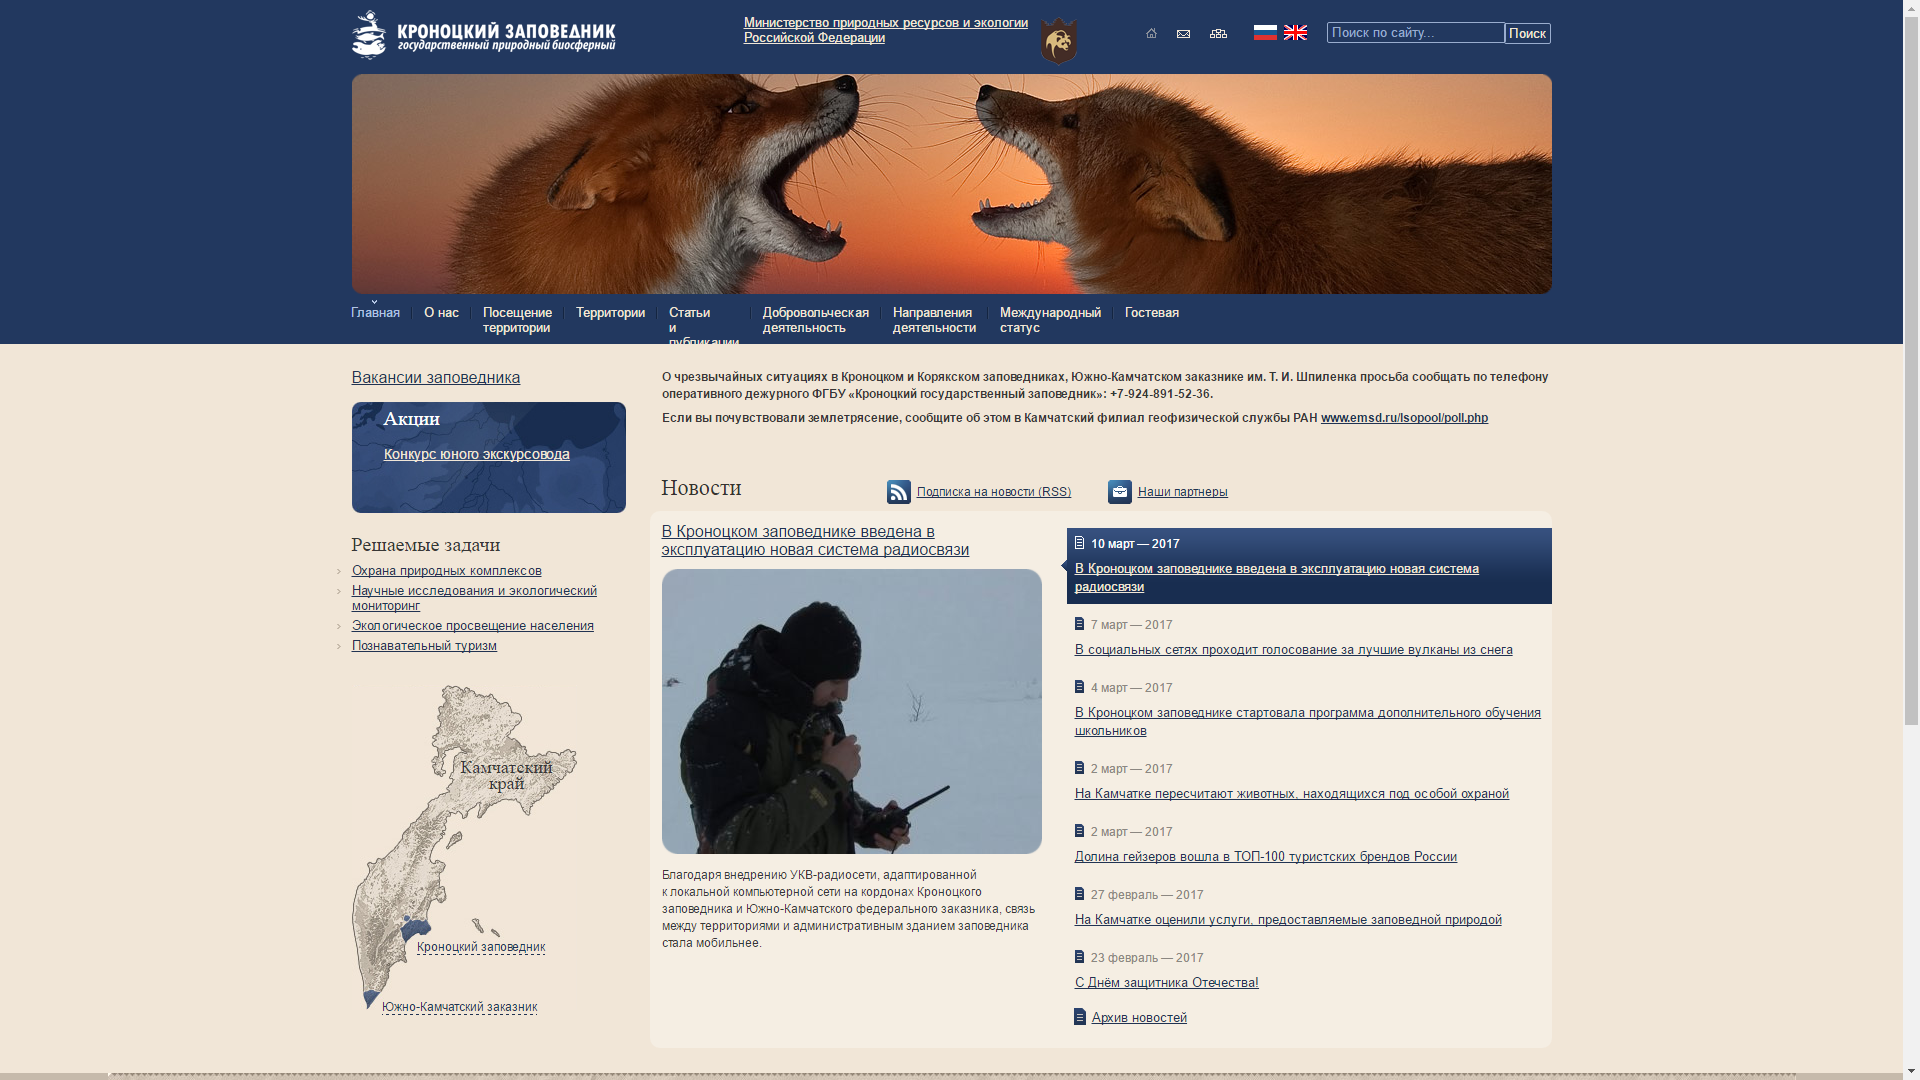 КРОНОЦКИЙ ЗАПОВЕДНИК
государственный природный биосферный
Министерство природных ресурсов и экологии
Российской Федерации
Поиск по сайту...
Поиск
Главная
О нас
Посещение
территории
Территории
Статьи
и
публикации
Добровольческая
деятельность
Направления
деятельности
Международный
статус
Гостевая
Вакансии заповедника
Акции
Конкурс юного экскурсовода
Решаемые задачи
Охрана природных комплексов
Научные исследования и экологический
мониторинг
Экологическое просвещение населения
Познавательный туризм
Камчатский
край
Кроноцкий заповедник
Южно-Камчатский заказник
О чрезвычайных ситуациях в Кроноцком и Корякском заповедниках, Южно-Камчатском заказнике им. Т. И. Шпиленка просьба сообщать по телефону
оперативного дежурного ФГБУ «Кроноцкий государственный заповедник»: +7-924-891-52-36.
Если вы почувствовали землетрясение, сообщите об этом в Камчатский филиал геофизической службы РАН www.emsd.ru/lsopool/poll.php
Новости
Подписка на новости (RSS)
Наши партнеры
В Кроноцком заповеднике введена в
эксплуатацию новая система радиосвязи
Благодаря внедрению УКВ-радиосети, адаптированной
к локальной компьютерной сети на кордонах Кроноцкого
заповедника и Южно-Камчатского федерального заказника, связь
между территориями и административным зданием заповедника
стала мобильнее.
10 март — 2017
В Кроноцком заповеднике введена в эксплуатацию новая система
радиосвязи
7 март — 2017
В социальных сетях проходит голосование за лучшие вулканы из снега
4 март — 2017
В Кроноцком заповеднике стартовала программа дополнительного обучения
школьников
2 март — 2017
На Камчатке пересчитают животных, находящихся под особой охраной
2 март — 2017
Долина гейзеров вошла в ТОП-100 туристских брендов России
27 февраль — 2017
На Камчатке оценили услуги, предоставляемые заповедной природой
23 февраль — 2017
С Днём защитника Отечества!
Архив новостей